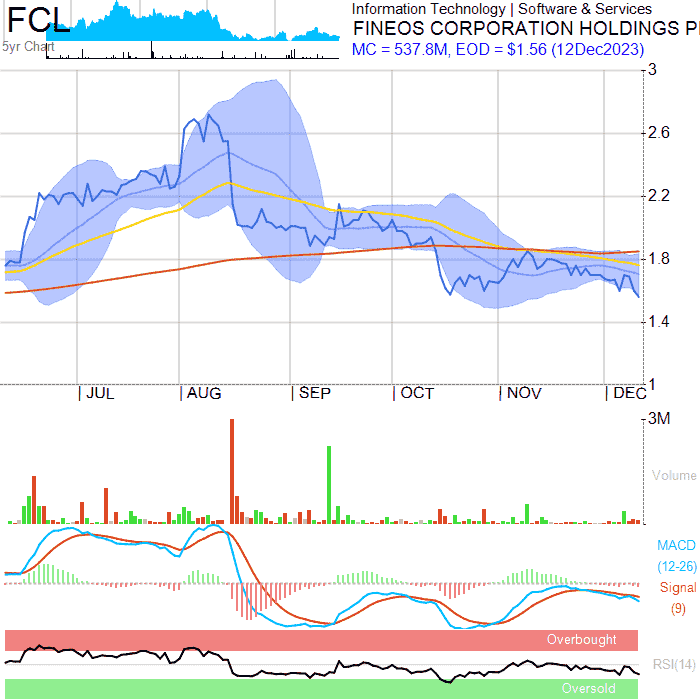 FCL
5yr Chart
Information Technology | Software & Services
FINEOS CORPORATION HOLDINGS P
MC = 537.8M, EOD = $1.56 (12Dec2023)
3
2.6
2.2
1.8
1.4
1
JUL AUG SEP OCT NOV DEC
3M
Volume
MACD
(12-26)
Signal
(9)
Overbought
RSI(14)
Oversold